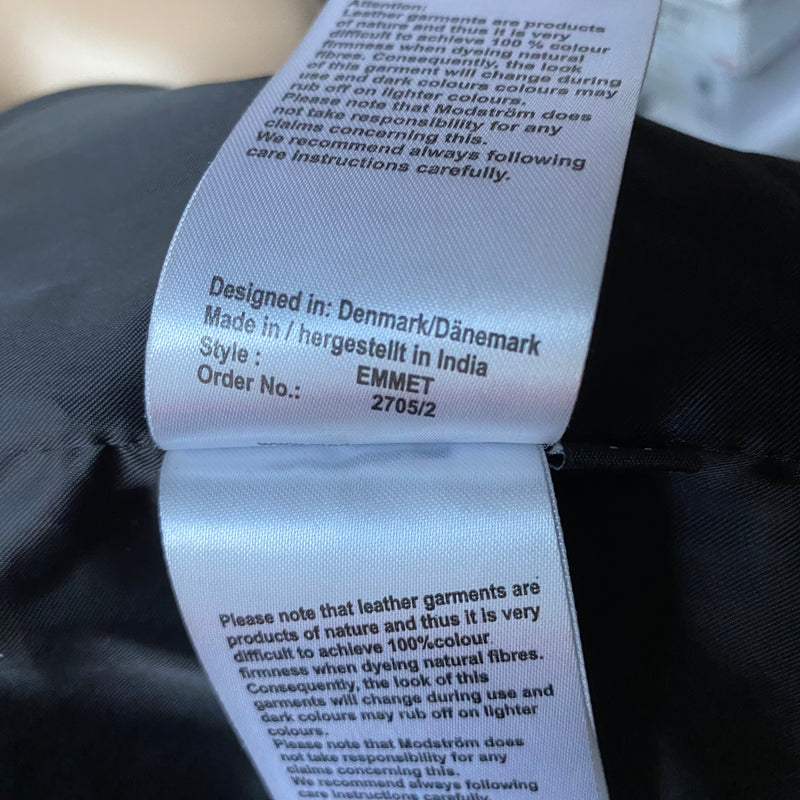 Attention:
Leather garments are products
of nature and thus it is very
difficult to achieve 100 % colour
firmness when dyeing natural
fibres. Consequently, the look
of this garment will change during
use and dark colours colours may
rub off on lighter colours.
Please note that Modström does
not take responsibility for any
claims concerning this.
We recommend always following
care instructions carefully.
Designed in: Denmark/Dänemark
Made in / hergestellt in India
Style : EMMET
Order No.: 2705/2
Please note that leather garments are
products of nature and thus it is very
difficult to achieve 100%colour
firmness when dyeing natural fibres.
Consequently, the look of this
garments will change during use and
dark colours may rub off on lighter
colours.
Please note that Modström does
not take responsibility for any
claims concerning this.
We recommend always following
care instructions carefully.